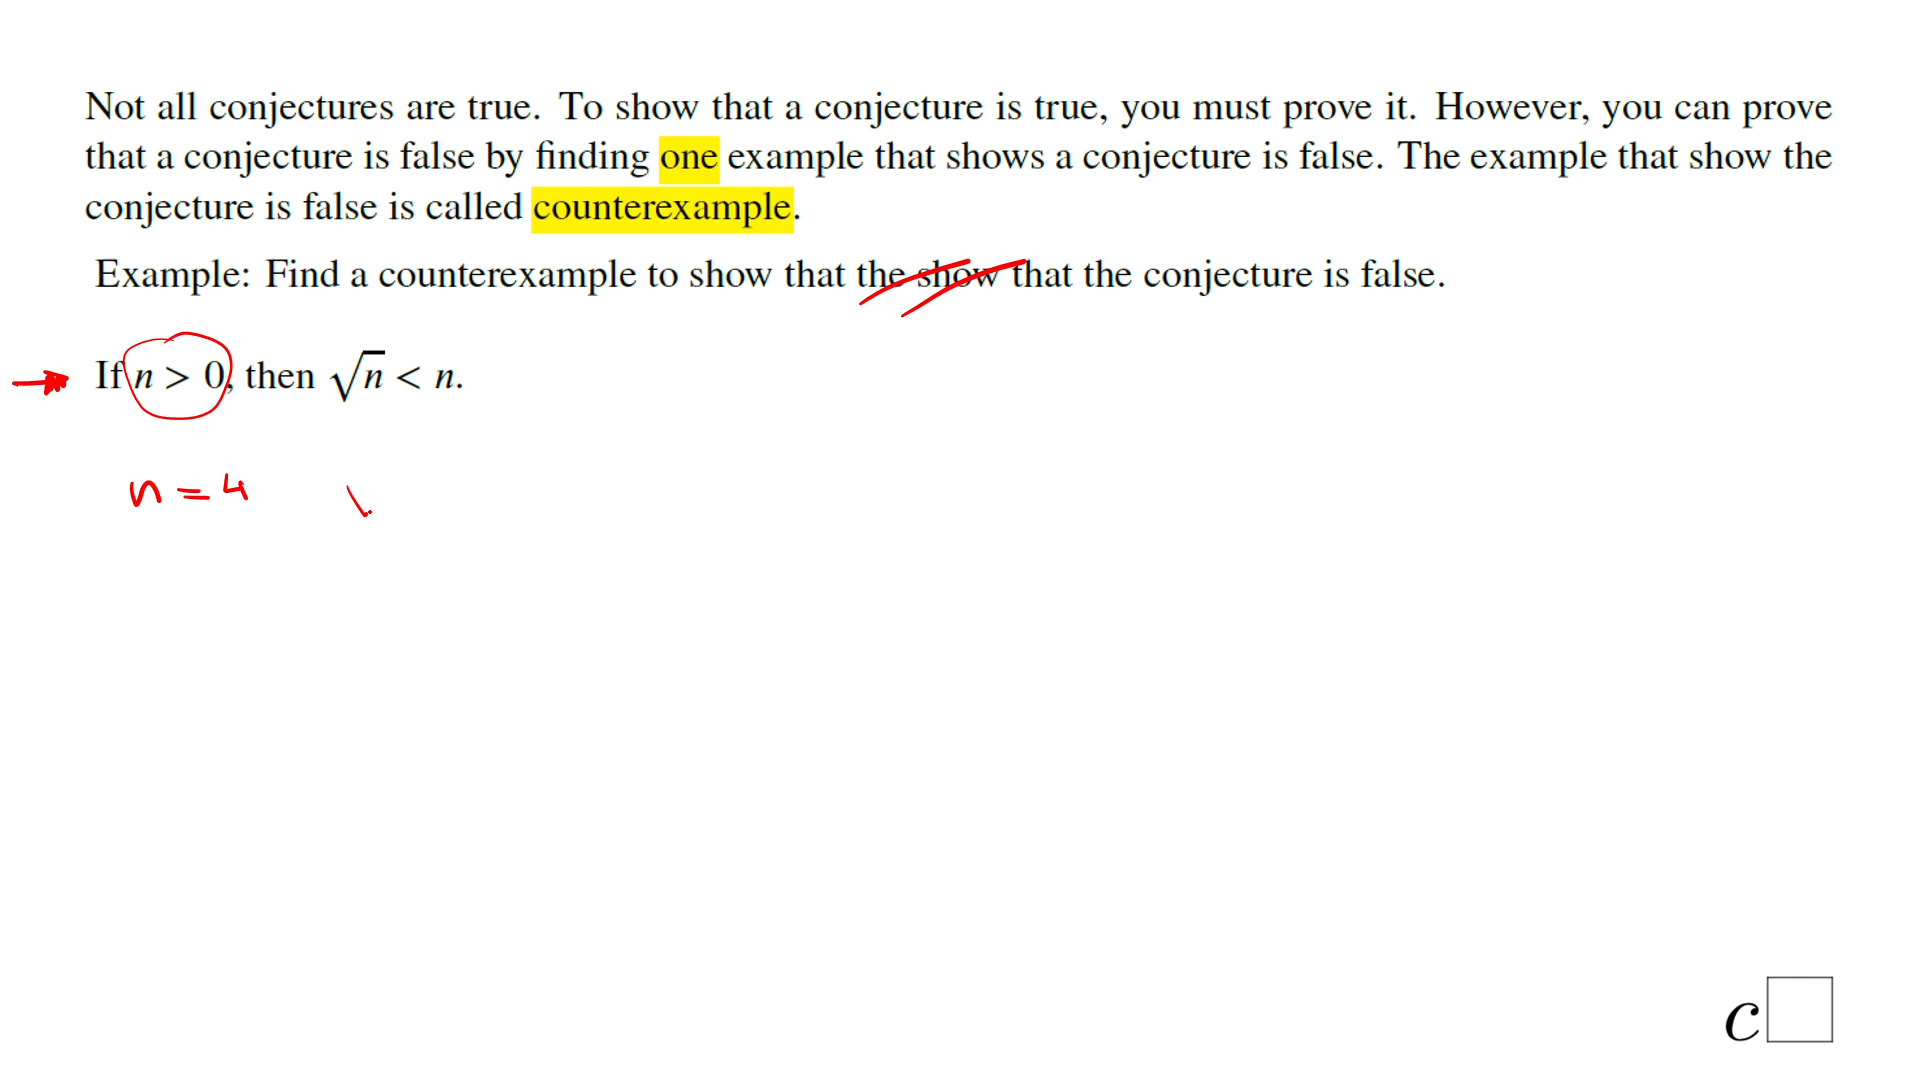 Not all conjectures are true. To show that a conjecture is true, you must prove it. However, you can prove
that a conjecture is false by finding one example that shows a conjecture is false. The example that show the
conjecture is false is called counterexample.
Example: Find a counterexample to show that the show that the conjecture is false.
If n > 0, then √n < n.
n = 4
c